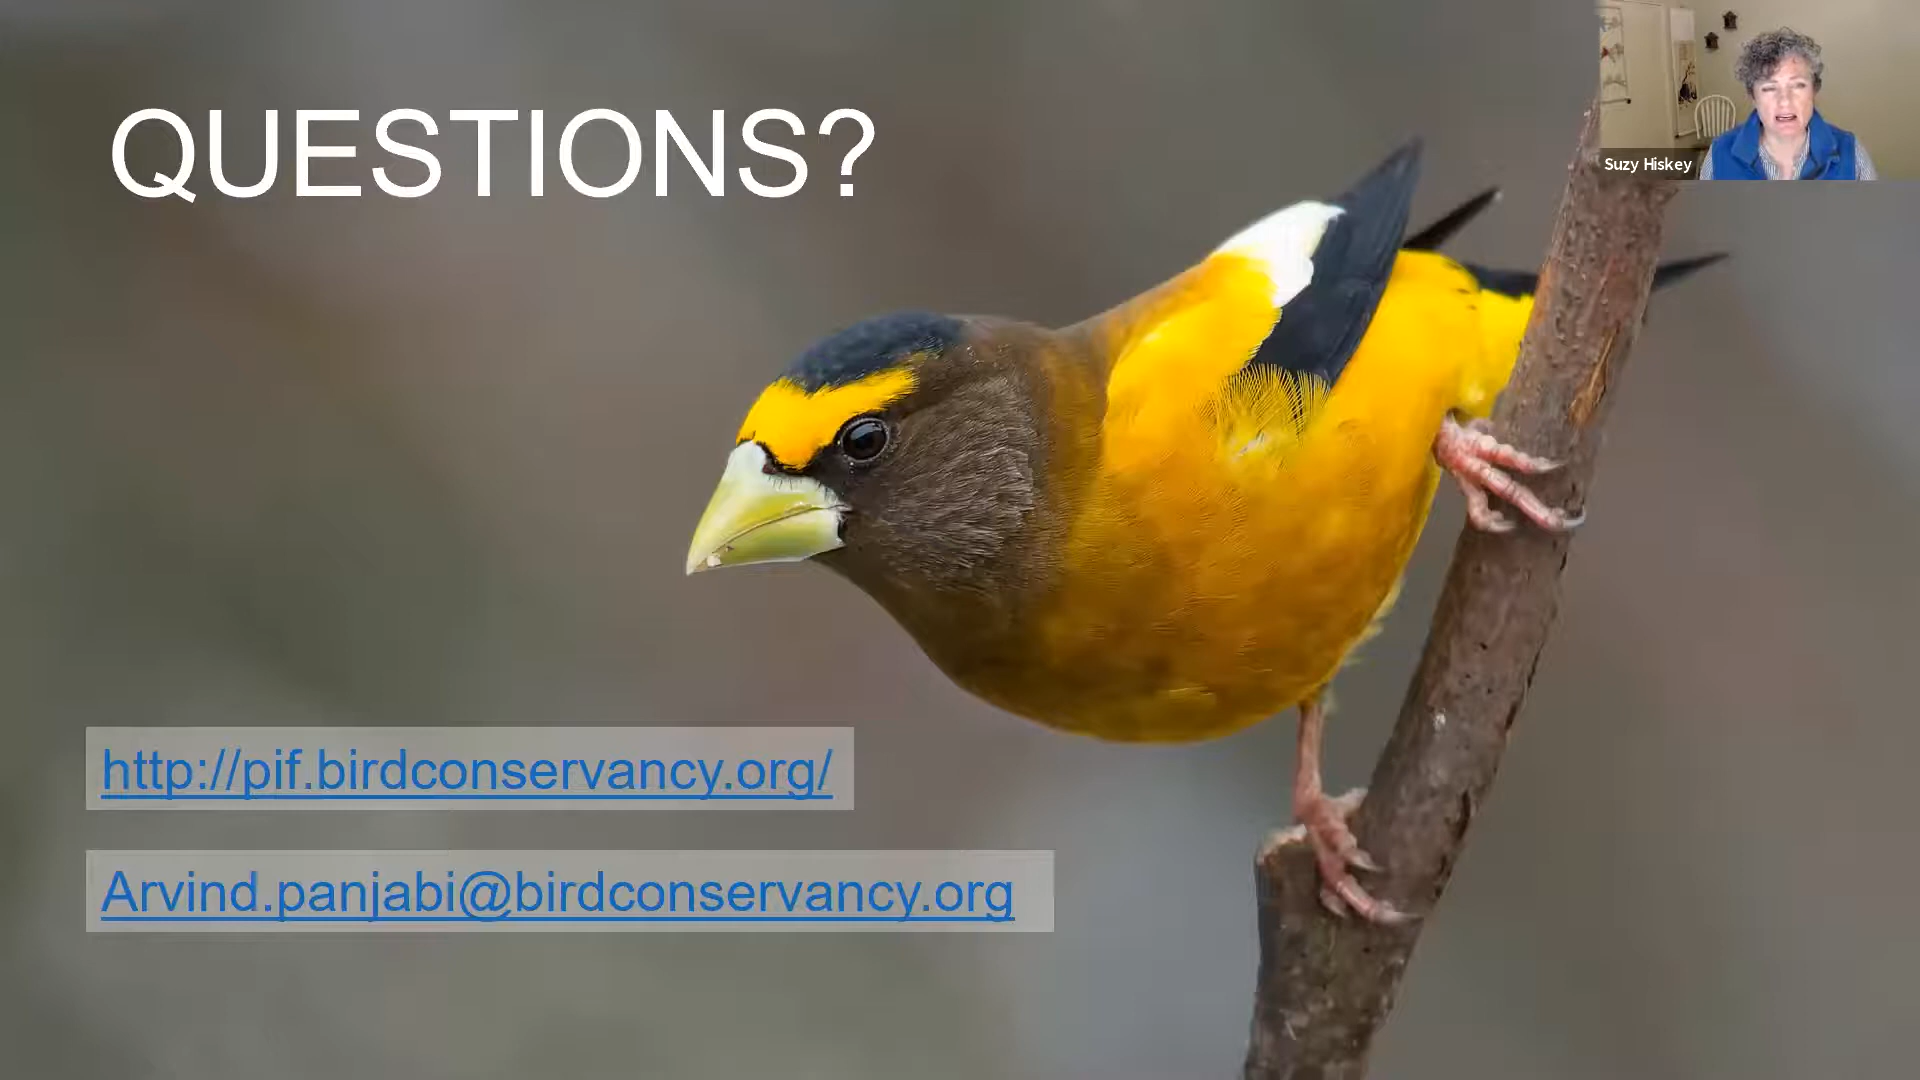 QUESTIONS?
Suzy Hiskey
http://pif.birdconservancy.org/
Arvind.panjabi@birdconservancy.org